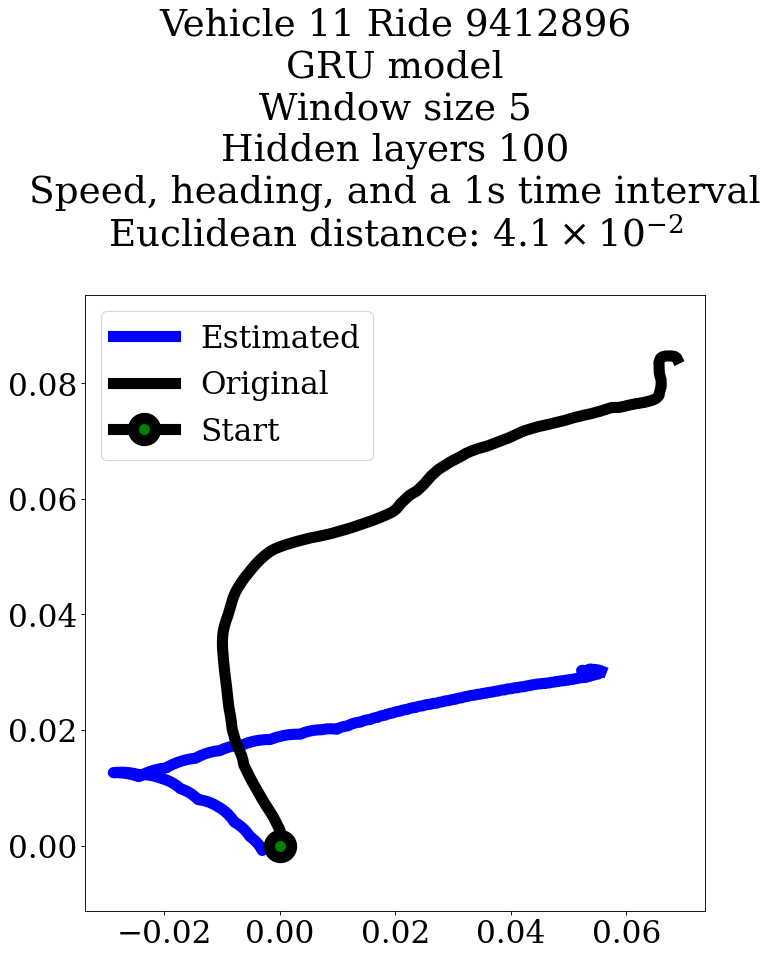 Vehicle 11 Ride 9412896
GRU model
Window size 5
Hidden layers 100
Speed, heading, and a 1s time interval
Euclidean distance: 4.1 × 10⁻²
Estimated
Original
Start
0.08
0.06
0.04
0.02
0.00
−0.02 0.00 0.02 0.04 0.06